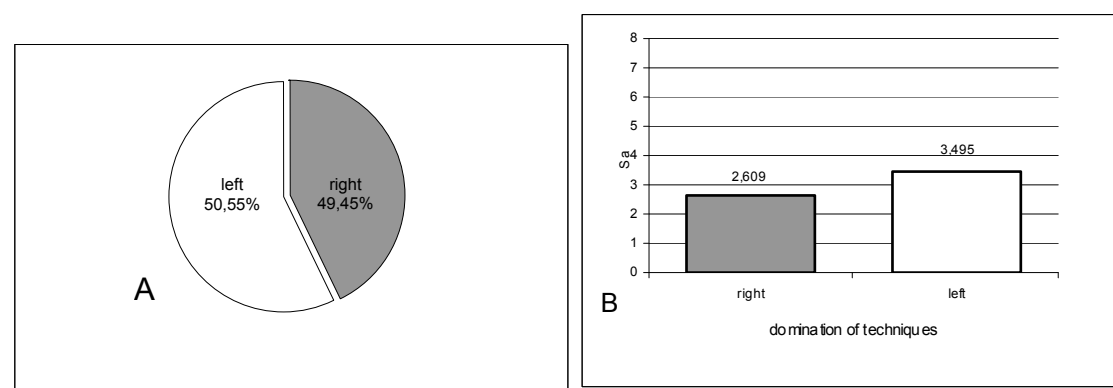 left
50,55%
right
49,45%
A
8
7
6
5
4
3
2
1
0
Sa
2,609
3,495
right
left
B
domination of techniques